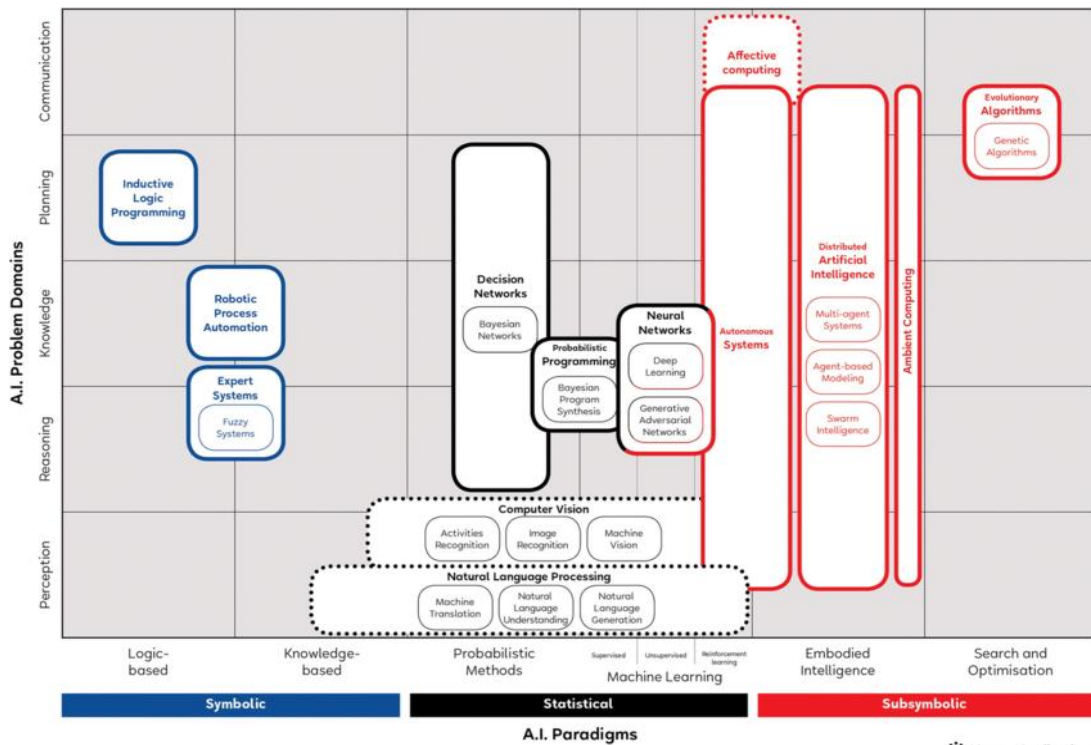 A.I. Problem Domains
Communication
Planning
Knowledge
Reasoning
Perception
Affective
computing
Evolutionary
Algorithms
Genetic
Algorithms
Inductive
Logic
Programming
Robotic
Process
Automation
Expert
Systems
Fuzzy
Systems
Decision
Networks
Bayesian
Networks
Probabilistic
Programming
Bayesian
Program
Synthesis
Neural
Networks
Deep
Learning
Generative
Adversarial
Networks
Autonomous
Systems
Distributed
Artificial
Intelligence
Multi-agent
Systems
Agent-based
Modeling
Swarm
Intelligence
Ambient Computing
Computer Vision
Activities
Recognition
Image
Recognition
Machine
Vision
Natural Language Processing
Machine
Translation
Natural
Language
Understanding
Natural
Language
Generation
Logic-
based
Knowledge-
based
Probabilistic
Methods
Supervised
Unsupervised
Reinforcement
learning
Machine Learning
Embodied
Intelligence
Search and
Optimisation
Symbolic
Statistical
Subsymbolic
A.I. Paradigms